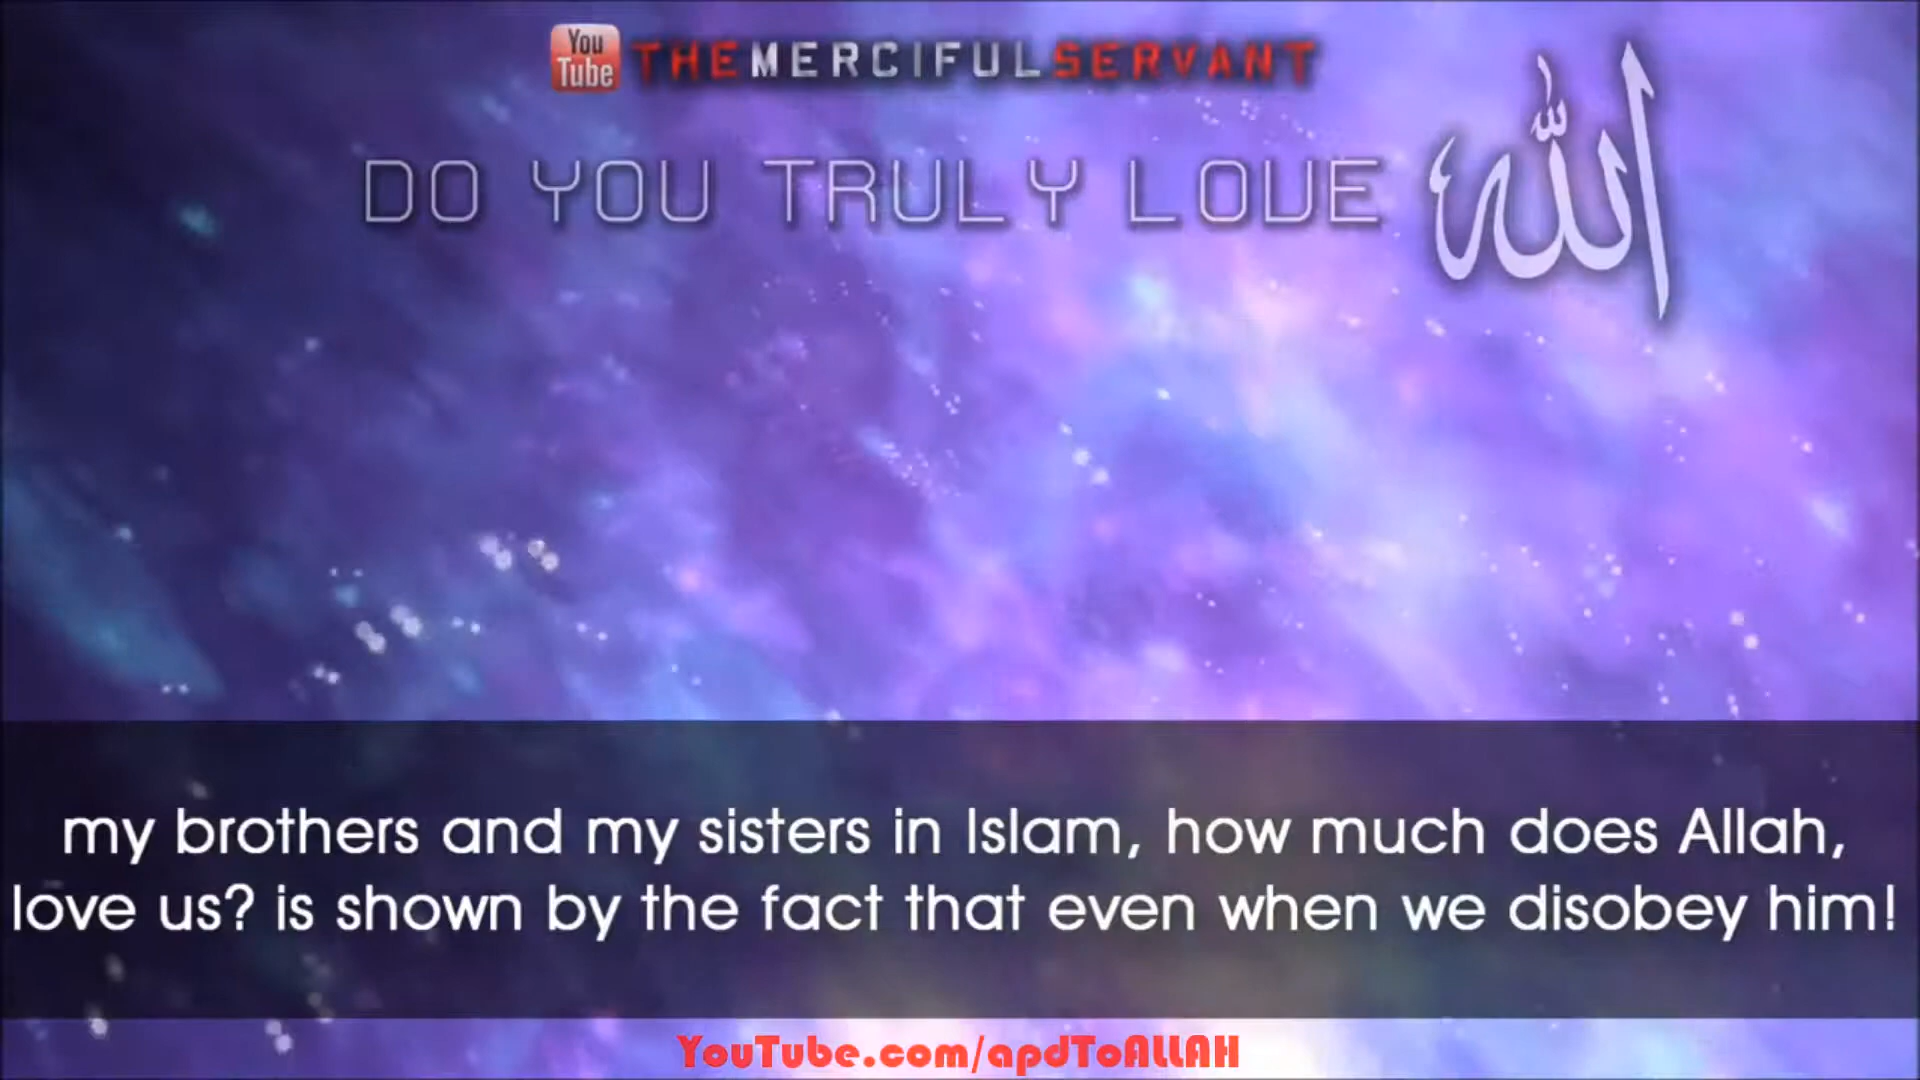 You Tube THEMERCIFULSERVANT
DO YOU TRULY LOVE الله
my brothers and my sisters in Islam, how much does Allah,
love us? is shown by the fact that even when we disobey him!
YouTube.com/apdToALLAH